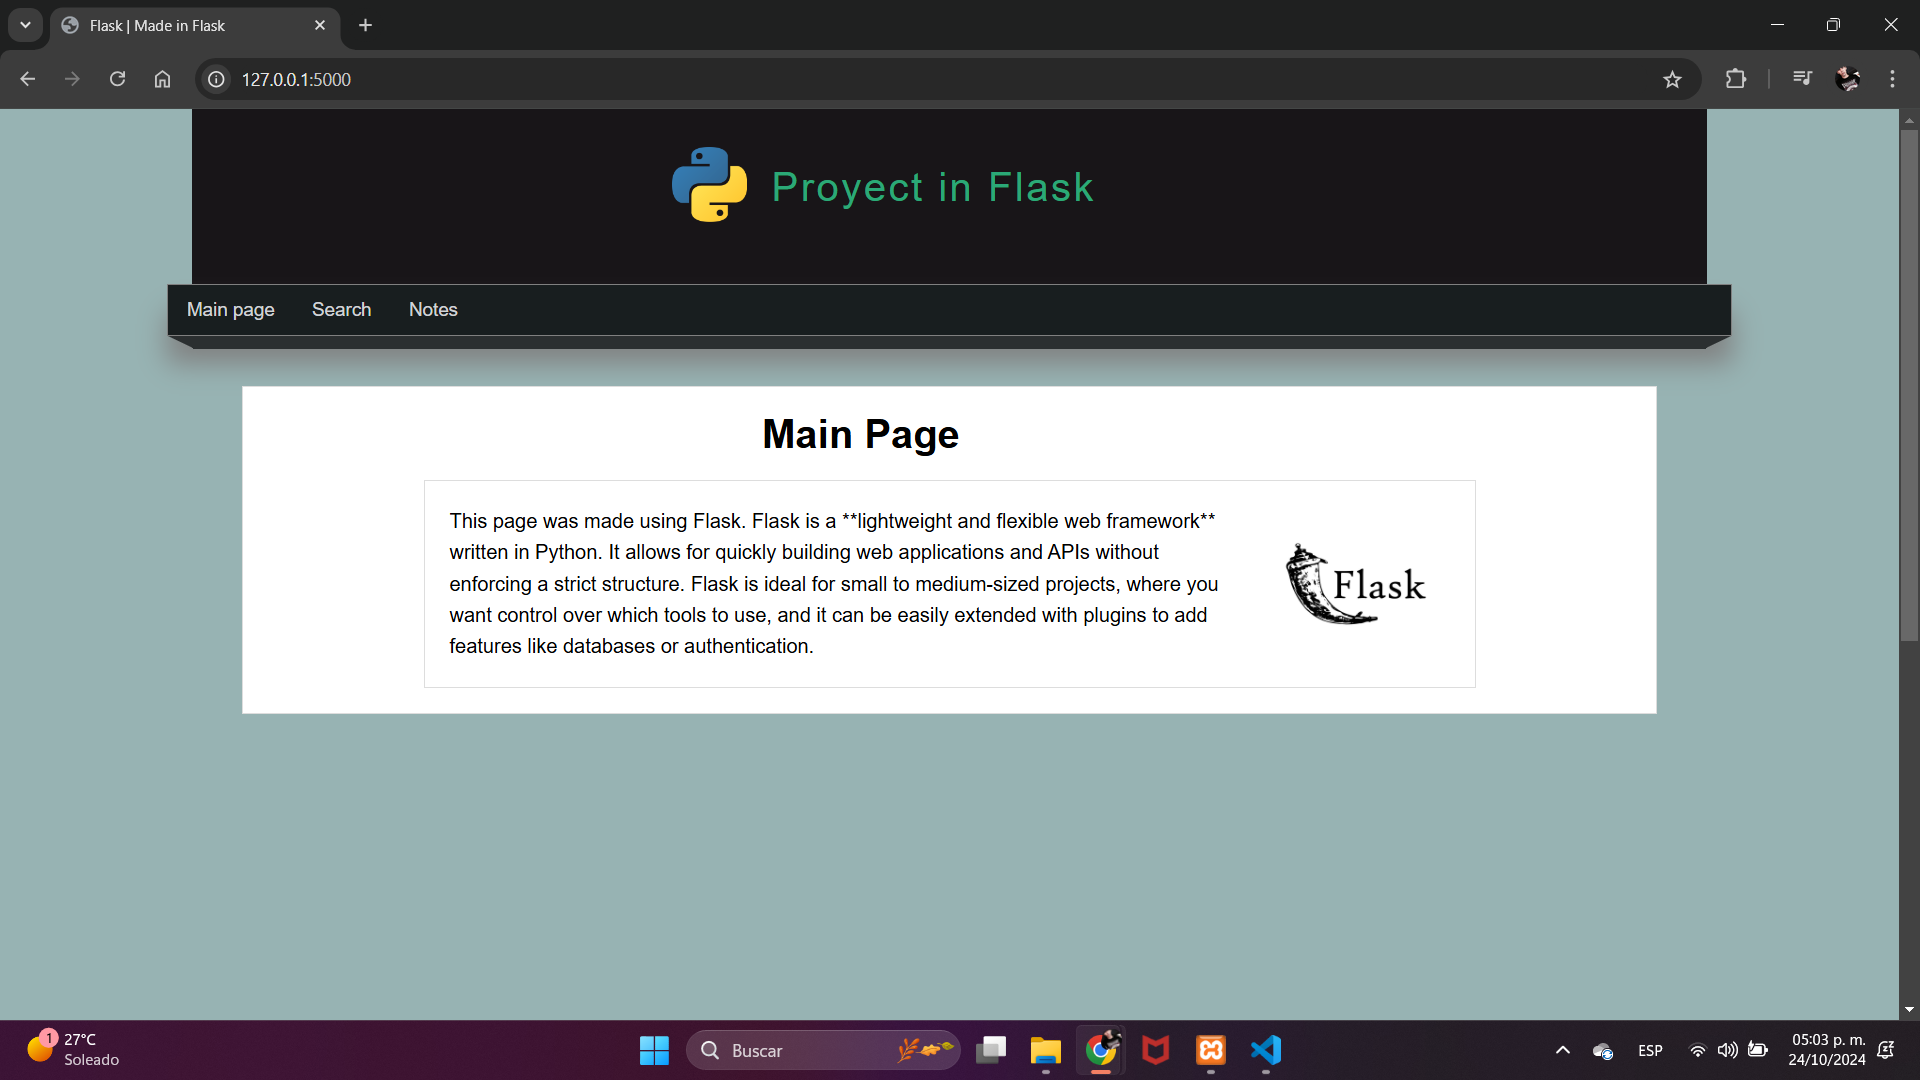 Flask | Made in Flask
127.0.0.1:5000
Proyect in Flask
Main page
Search
Notes
Main Page
This page was made using Flask. Flask is a **lightweight and flexible web framework**
written in Python. It allows for quickly building web applications and APIs without
enforcing a strict structure. Flask is ideal for small to medium-sized projects, where you
want control over which tools to use, and it can be easily extended with plugins to add
features like databases or authentication.
Flask
1
27°C
Soleado
Buscar
ESP
05:03 p. m.
24/10/2024